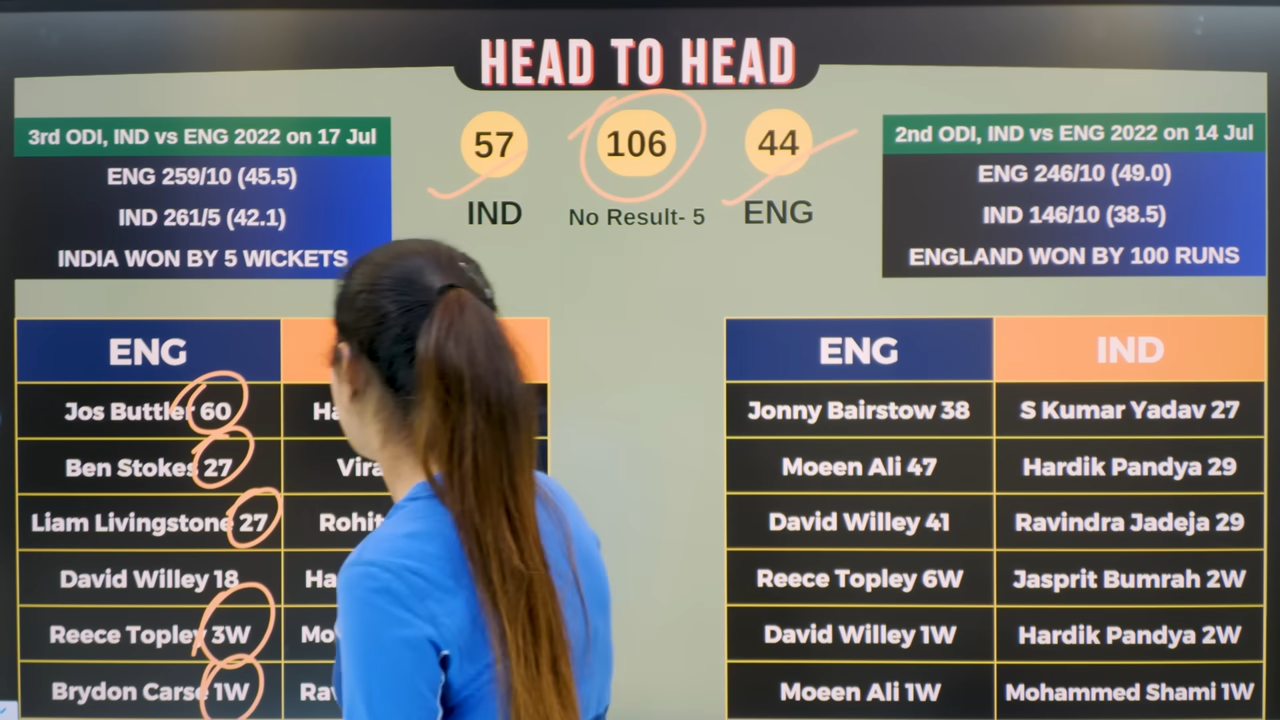 HEAD TO HEAD
3rd ODI, IND vs ENG 2022 on 17 Jul
ENG 259/10 (45.5)
IND 261/5 (42.1)
INDIA WON BY 5 WICKETS
57
IND
106
No Result- 5
44
ENG
2nd ODI, IND vs ENG 2022 on 14 Jul
ENG 246/10 (49.0)
IND 146/10 (38.5)
ENGLAND WON BY 100 RUNS
ENG
Jos Buttler 60
Ben Stokes 27
Liam Livingstone 27
David Willey 18
Reece Topley 3W
Brydon Carse 1W
ENG IND
Jonny Bairstow 38 S Kumar Yadav 27
Moeen Ali 47 Hardik Pandya 29
David Willey 41 Ravindra Jadeja 29
Reece Topley 6W Jasprit Bumrah 2W
David Willey 1W Hardik Pandya 2W
Moeen Ali 1W Mohammed Shami 1W